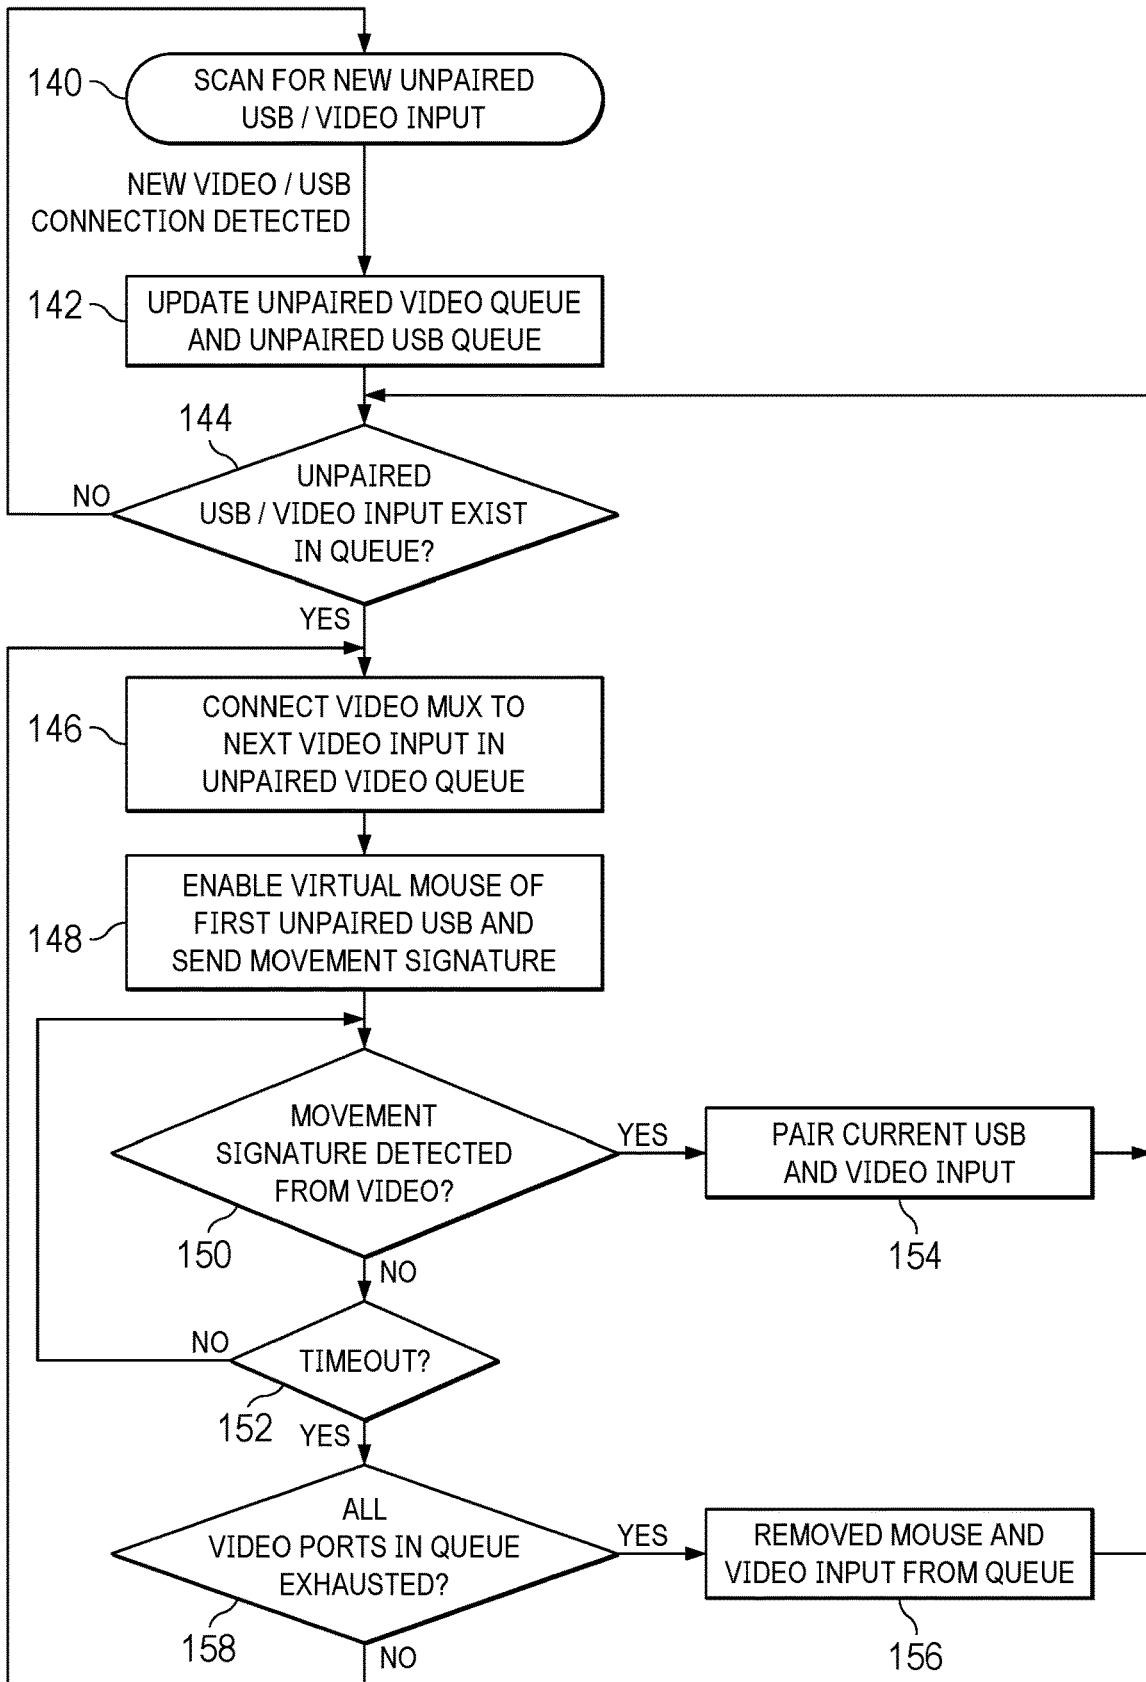 140
SCAN FOR NEW UNPAIRED
USB / VIDEO INPUT
NEW VIDEO / USB
CONNECTION DETECTED
142
UPDATE UNPAIRED VIDEO QUEUE
AND UNPAIRED USB QUEUE
144
UNPAIRED
USB / VIDEO INPUT EXIST
IN QUEUE?
NO
YES
146
CONNECT VIDEO MUX TO
NEXT VIDEO INPUT IN
UNPAIRED VIDEO QUEUE
148
ENABLE VIRTUAL MOUSE OF
FIRST UNPAIRED USB AND
SEND MOVEMENT SIGNATURE
MOVEMENT
SIGNATURE DETECTED
FROM VIDEO?
150
YES
PAIR CURRENT USB
AND VIDEO INPUT
154
NO
TIMEOUT?
NO
152
YES
ALL
VIDEO PORTS IN QUEUE
EXHAUSTED?
158
YES
REMOVED MOUSE AND
VIDEO INPUT FROM QUEUE
156
NO